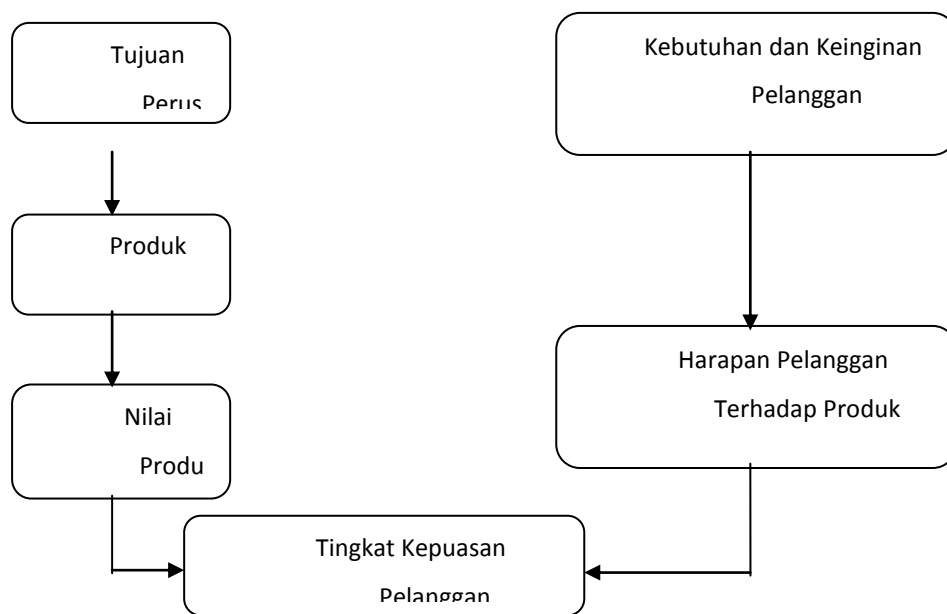 Tujuan
Perus
Kebutuhan dan Keinginan
Pelanggan
Produk
Harapan Pelanggan
Terhadap Produk
Nilai
Produ
Tingkat Kepuasan
Pelanggan